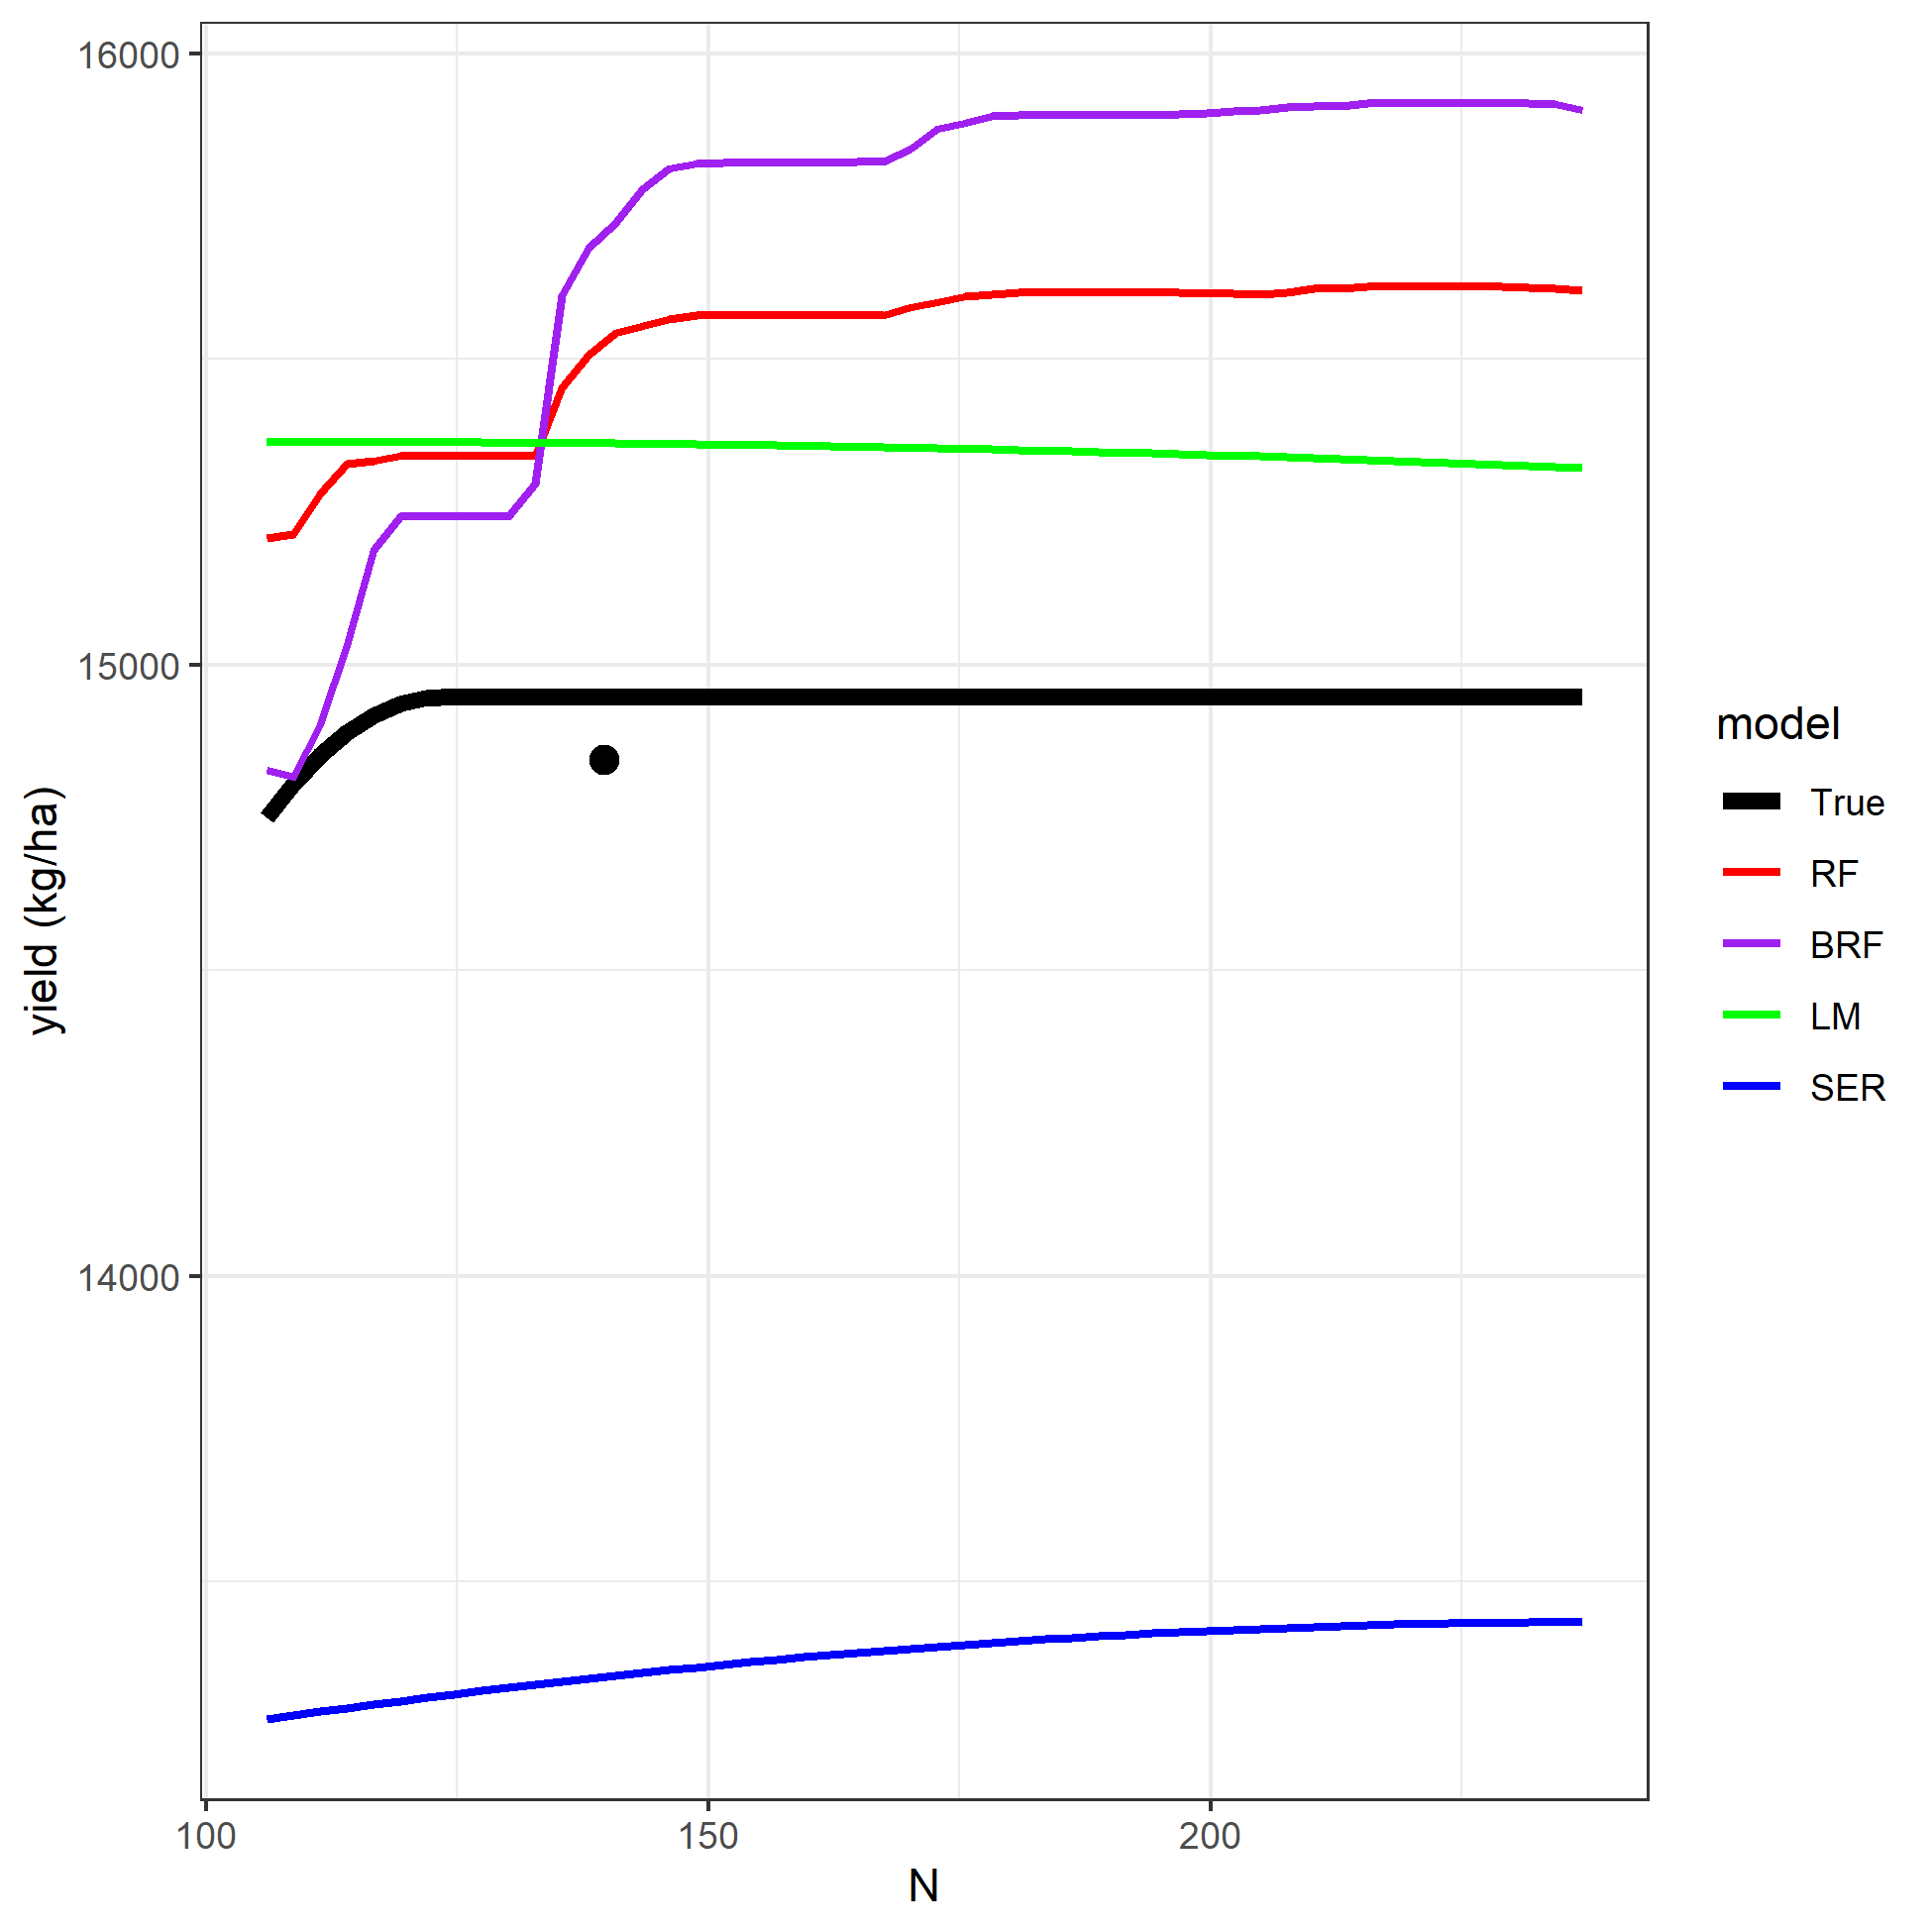 16000
15000
14000
yield (kg/ha)
100
150
200
N
model
True
RF
BRF
LM
SER